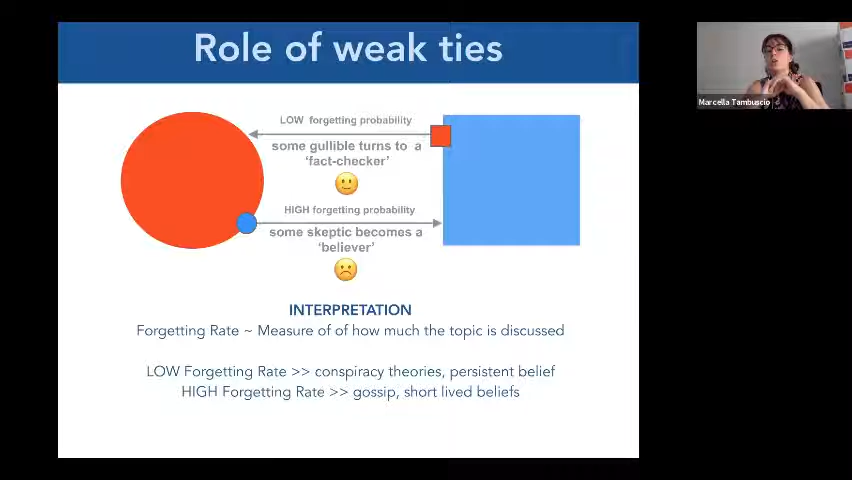 Role of weak ties
LOW forgetting probability
some gullible turns to a
‘fact-checker’
HIGH forgetting probability
some skeptic becomes a
‘believer’
INTERPRETATION
Forgetting Rate ~ Measure of of how much the topic is discussed
LOW Forgetting Rate >> conspiracy theories, persistent belief
HIGH Forgetting Rate >> gossip, short lived beliefs
Marcella Tambuscio